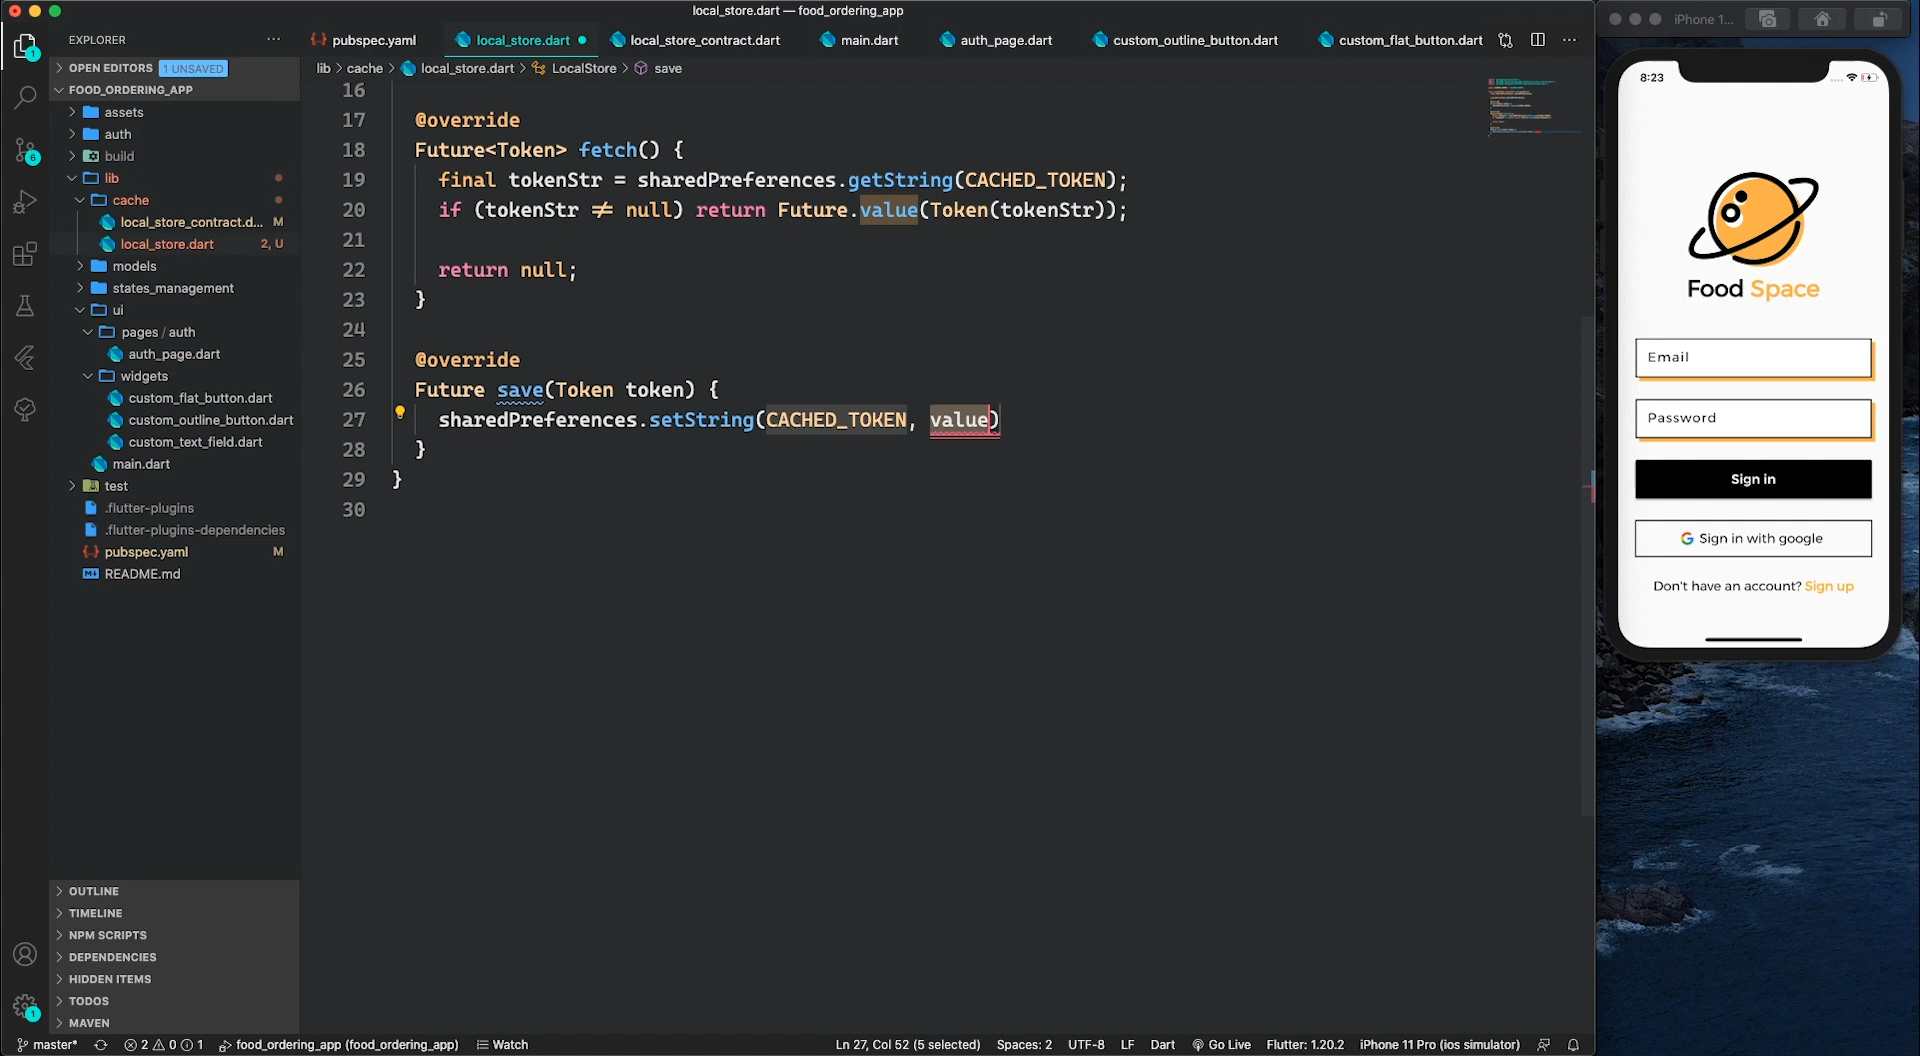 local_store.dart — food_ordering_app
EXPLORER
OPEN EDITORS 1 UNSAVED
FOOD_ORDERING_APP
assets
auth
build
lib
cache
local_store_contract.d... M
local_store.dart 2, U
models
states_management
ui
pages / auth
auth_page.dart
widgets
custom_flat_button.dart
custom_outline_button.dart
custom_text_field.dart
main.dart
test
.flutter-plugins
.flutter-plugins-dependencies
pubspec.yaml M
README.md
OUTLINE
TIMELINE
NPM SCRIPTS
DEPENDENCIES
HIDDEN ITEMS
TODOS
MAVEN
pubspec.yaml local_store.dart local_store_contract.dart main.dart auth_page.dart custom_outline_button.dart custom_flat_button.dart
lib > cache > local_store.dart > LocalStore > save
16
17 @override
18 Future<Token> fetch() {
19 final tokenStr = sharedPreferences.getString(CACHED_TOKEN);
20 if (tokenStr ≠ null) return Future.value(Token(tokenStr));
21
22 return null;
23 }
24
25 @override
26 Future save(Token token) {
27 sharedPreferences.setString(CACHED_TOKEN, value)
28 }
29 }
30
master* 2 0 1 food_ordering_app (food_ordering_app) Watch Ln 27, Col 52 (5 selected) Spaces: 2 UTF-8 LF Dart Go Live Flutter: 1.20.2 iPhone 11 Pro (ios simulator)
1
6
1
iPhone 1...
8:23
Food Space
Email
Password
Sign in
Sign in with google
Don't have an account? Sign up